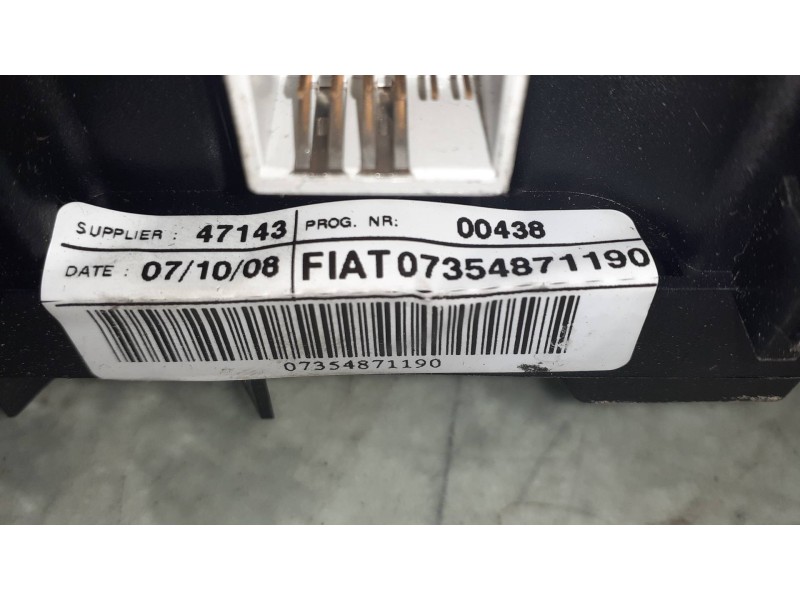 SUPPLIER : 47143 PROG. NR: 00438
DATE : 07/10/08 FIAT07354871190
07354871190